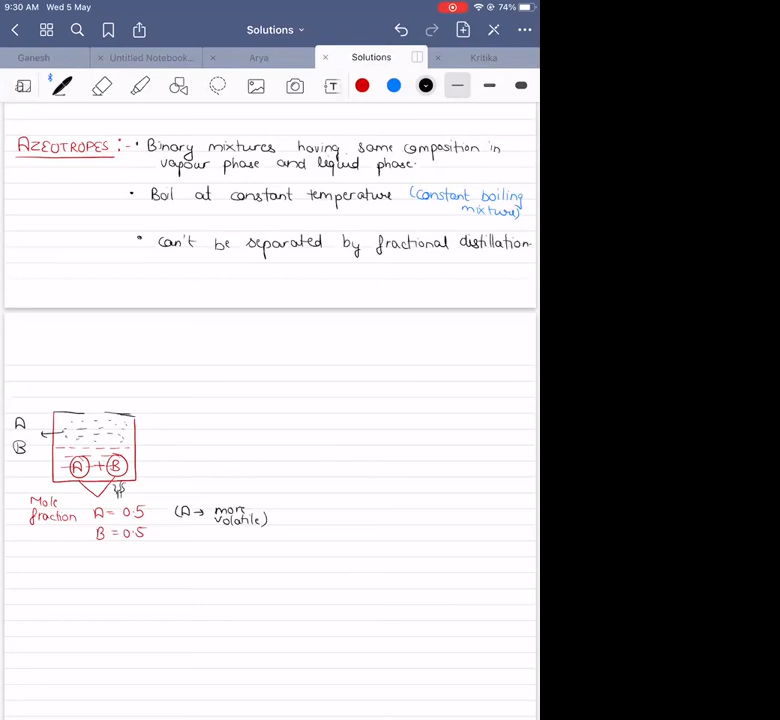 9:30 AM Wed 5 May
74%
Solutions
Ganesh
Untitled Notebook...
Arya
Solutions
Kritika
T
AZEOTROPES :- • Binary mixtures having same composition in
vapour phase and liquid phase.
• Boil at constant temperature (constant boiling
mixture)
• can't be separated by fractional distillation
A
B
A + B
Mole
fraction A = 0.5 (A → more
volatile)
B = 0.5